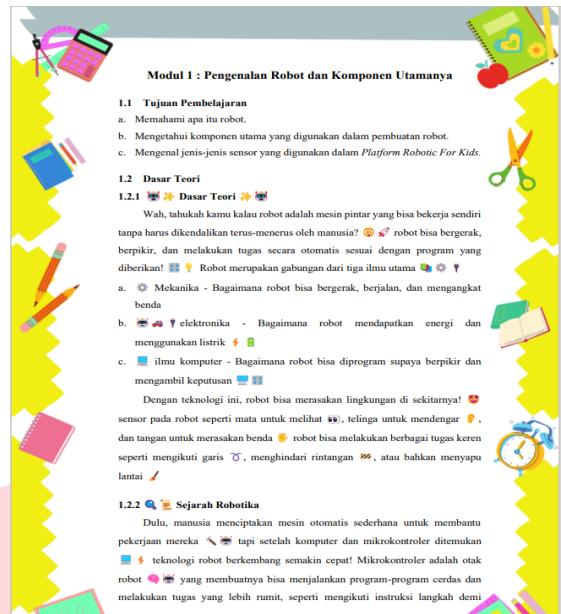 Modul 1 : Pengenalan Robot dan Komponen Utamanya
1.1 Tujuan Pembelajaran
a. Memahami apa itu robot.
b. Mengetahui komponen utama yang digunakan dalam pembuatan robot.
c. Mengenal jenis-jenis sensor yang digunakan dalam Platform Robotic For Kids.
1.2 Dasar Teori
1.2.1 🤖 ✨ Dasar Teori ✨ 🤖
Wah, tahukah kamu kalau robot adalah mesin pintar yang bisa bekerja sendiri
tanpa harus dikendalikan terus-menerus oleh manusia? 😲 🚀 robot bisa bergerak,
berpikir, dan melakukan tugas secara otomatis sesuai dengan program yang
diberikan! 🎛️ 💡 Robot merupakan gabungan dari tiga ilmu utama 📚 ⚙️
a. ⚙️ Mekanika - Bagaimana robot bisa bergerak, berjalan, dan mengangkat
benda
b. 🤖 🚗 elektronika - Bagaimana robot mendapatkan energi dan
menggunakan listrik ⚡ 🔋
c. 💻 ilmu komputer - Bagaimana robot bisa diprogram supaya berpikir dan
mengambil keputusan 💻 🎛️
Dengan teknologi ini, robot bisa merasakan lingkungan di sekitarnya! 🤩
sensor pada robot seperti mata untuk melihat 👀, telinga untuk mendengar 👂,
dan tangan untuk merasakan benda 🖐️ robot bisa melakukan berbagai tugas keren
seperti mengikuti garis ➰, menghindari rintangan 🚧, atau bahkan menyapu
lantai 🧹
1.2.2 🔍 📜 Sejarah Robotika
Dulu, manusia menciptakan mesin otomatis sederhana untuk membantu
pekerjaan mereka 🔨 🤖 tapi setelah komputer dan mikrokontroler ditemukan
💻 ⚡ teknologi robot berkembang semakin cepat! Mikrokontroler adalah otak
robot 🧠 🤖 yang membuatnya bisa menjalankan program-program cerdas dan
melakukan tugas yang lebih rumit, seperti mengikuti instruksi langkah demi